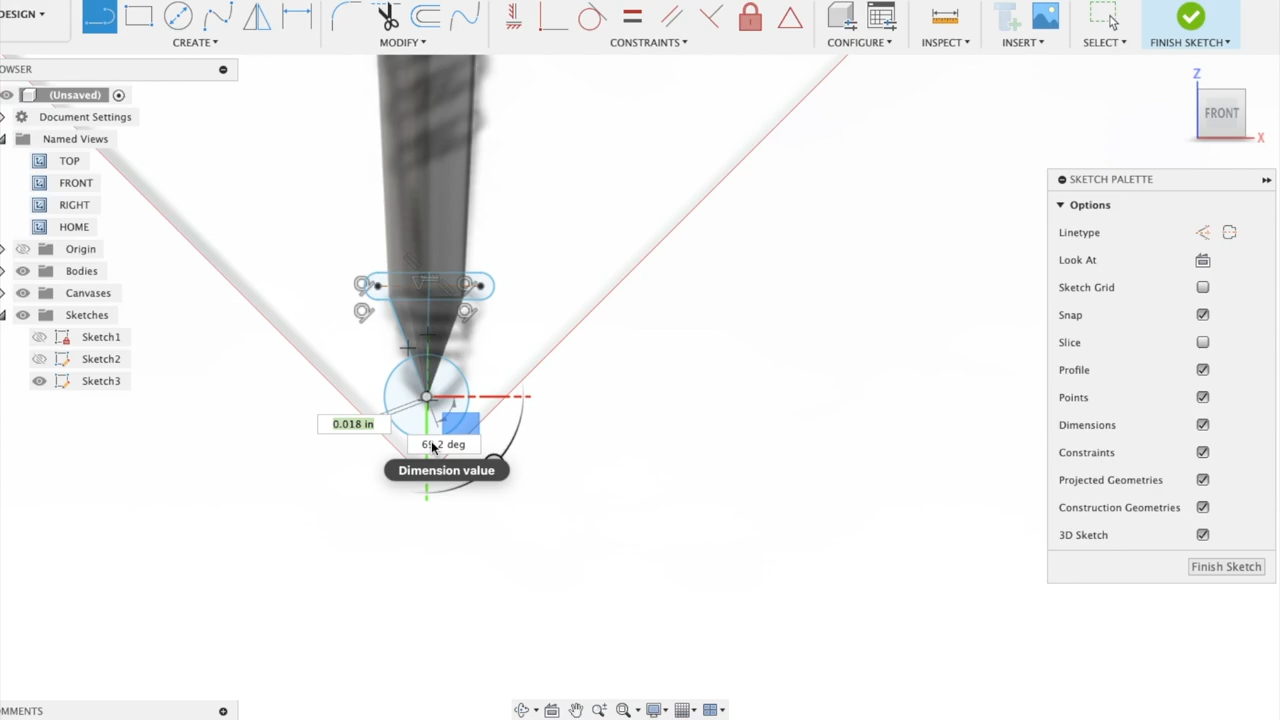 DESIGN ▾
CREATE ▾
MODIFY ▾
CONSTRAINTS ▾
CONFIGURE ▾
INSPECT ▾
INSERT ▾
SELECT ▾
FINISH SKETCH ▾
OWSER
(Unsaved)
Document Settings
Named Views
TOP
FRONT
RIGHT
HOME
Origin
Bodies
Canvases
Sketches
Sketch1
Sketch2
Sketch3
Z
FRONT
X
SKETCH PALETTE
Options
Linetype
Look At
Sketch Grid
Snap
Slice
Profile
Points
Dimensions
Constraints
Projected Geometries
Construction Geometries
3D Sketch
Finish Sketch
0.018 in
deg
Dimension value
OMMENTS